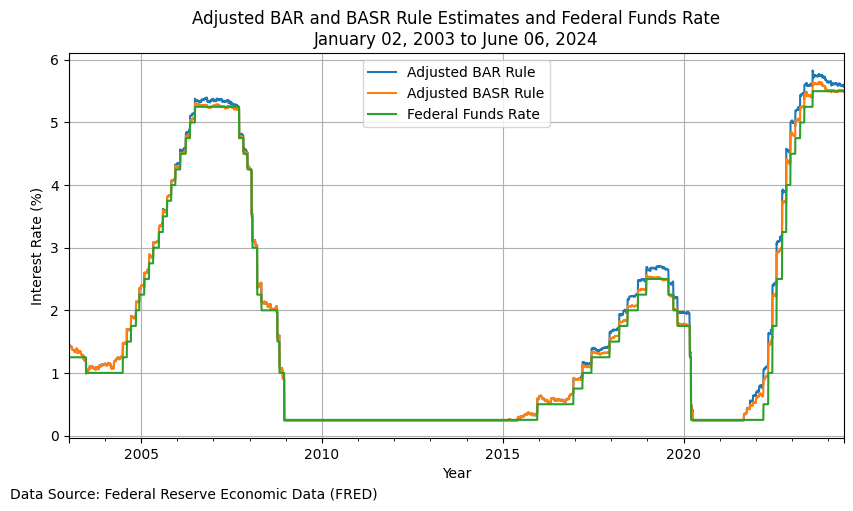 Adjusted BAR and BASR Rule Estimates and Federal Funds Rate
January 02, 2003 to June 06, 2024
Adjusted BAR Rule
Adjusted BASR Rule
Federal Funds Rate
Interest Rate (%)
6
5
4
3
2
1
0
2005
2010
2015
2020
Year
Data Source: Federal Reserve Economic Data (FRED)